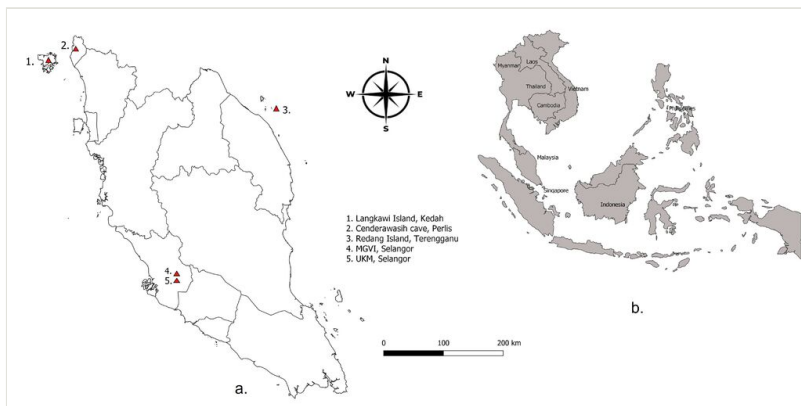 1.
2.
3.
4.
5.
a.
N
W E
S
1. Langkawi Island, Kedah
2. Cenderawasih cave, Perlis
3. Redang Island, Terengganu
4. MGVI, Selangor
5. UKM, Selangor
0 100 200 km
Myanmar
Laos
Thailand
Vietnam
Cambodia
Philippines
Malaysia
Singapore
Indonesia
b.